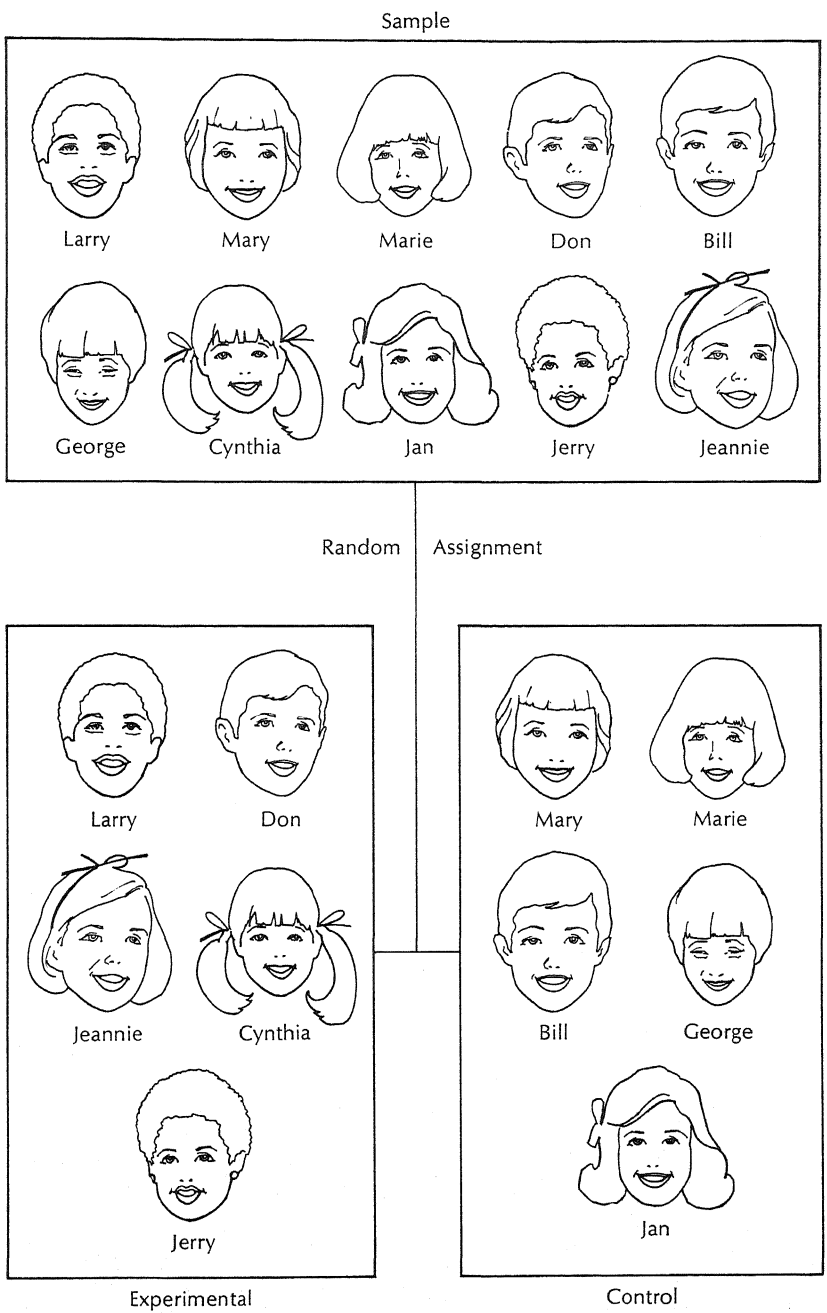 Sample
Larry Mary Marie Don Bill
George Cynthia Jan Jerry Jeannie
Random Assignment
Larry Don
Mary Marie
Jeannie Cynthia
Bill George
Jerry
Jan
Experimental
Control